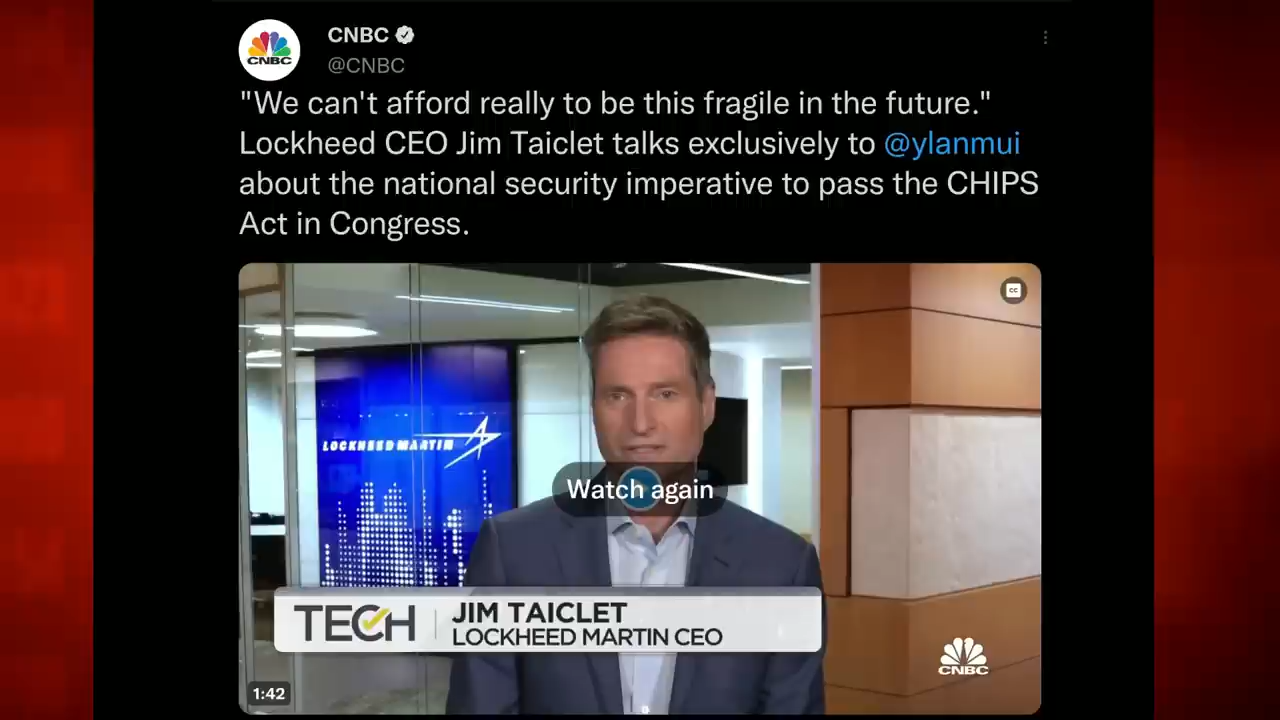 CNBC
CNBC
@CNBC
"We can't afford really to be this fragile in the future."
Lockheed CEO Jim Taiclet talks exclusively to @ylanmui
about the national security imperative to pass the CHIPS
Act in Congress.
CC
LOCKHEED MARTIN
Watch again
TECH
JIM TAICLET
LOCKHEED MARTIN CEO
CNBC
1:42